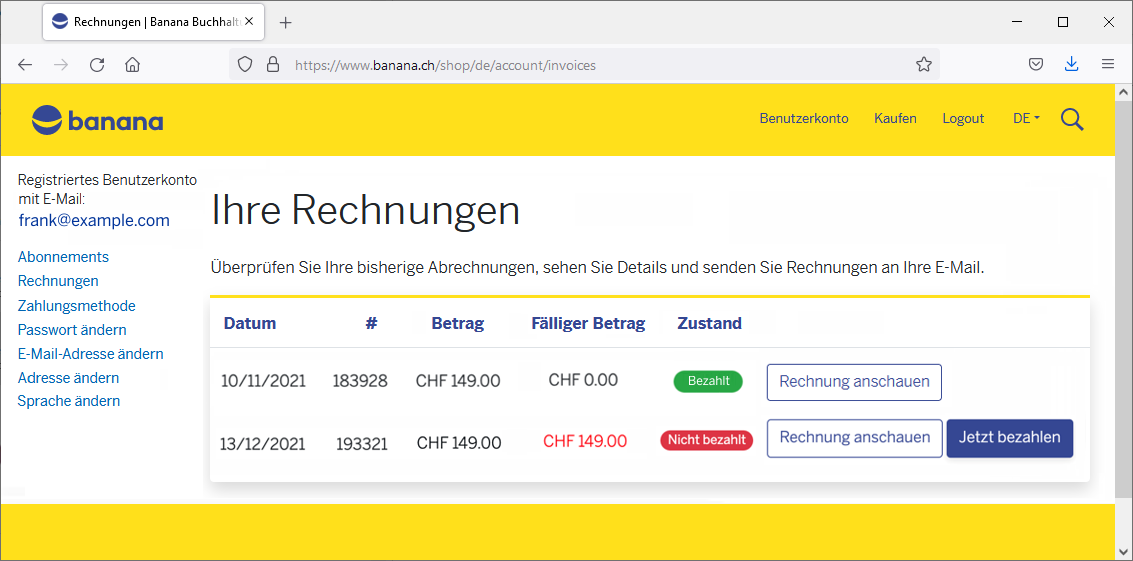 Rechnungen | Banana Buchhalt
https://www.banana.ch/shop/de/account/invoices
banana
Benutzerkonto Kaufen Logout DE
Registriertes Benutzerkonto
mit E-Mail:
frank@example.com
Abonnements
Rechnungen
Zahlungsmethode
Passwort ändern
E-Mail-Adresse ändern
Adresse ändern
Sprache ändern
Ihre Rechnungen
Überprüfen Sie Ihre bisherige Abrechnungen, sehen Sie Details und senden Sie Rechnungen an Ihre E-Mail.
Datum # Betrag Fälliger Betrag Zustand
10/11/2021 183928 CHF 149.00 CHF 0.00 Bezahlt Rechnung anschauen
13/12/2021 193321 CHF 149.00 CHF 149.00 Nicht bezahlt Rechnung anschauen Jetzt bezahlen